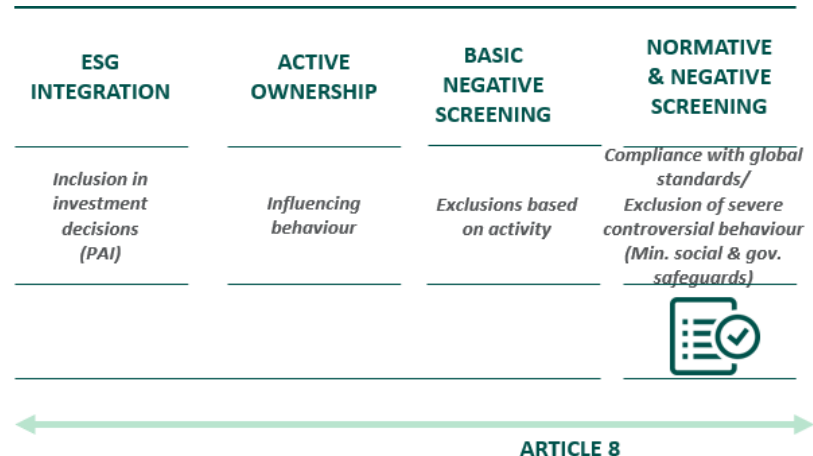 ESG
INTEGRATION
ACTIVE
OWNERSHIP
BASIC
NEGATIVE
SCREENING
NORMATIVE
& NEGATIVE
SCREENING
Inclusion in
investment
decisions
(PAI)
Influencing
behaviour
Exclusions based
on activity
Compliance with global
standards/
Exclusion of severe
controversial behaviour
(Min. social & gov.
safeguards)
ARTICLE 8